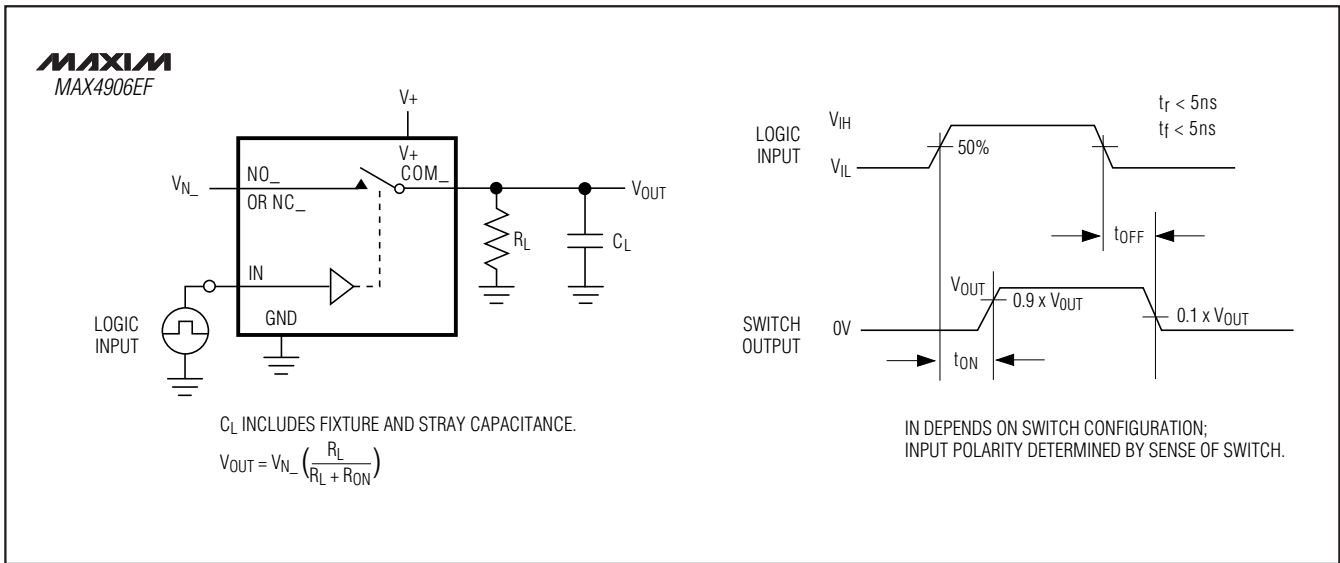 MAXIM
MAX4906EF
V+
V+
V_N_
NO_
COM_
V_OUT
OR NC_
R_L
C_L
IN
LOGIC
INPUT
GND
C_L INCLUDES FIXTURE AND STRAY CAPACITANCE.
V_OUT = V_N_ (R_L / R_L + R_ON)
t_r < 5ns
t_f < 5ns
LOGIC
INPUT
V_IH
V_IL
50%
t_OFF
SWITCH
OUTPUT
V_OUT
0V
0.9 x V_OUT
0.1 x V_OUT
t_ON
IN DEPENDS ON SWITCH CONFIGURATION;
INPUT POLARITY DETERMINED BY SENSE OF SWITCH.